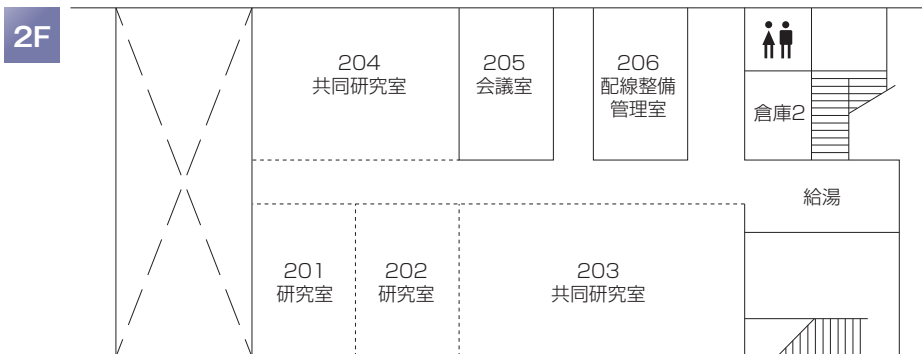 2F
204
共同研究室
205
会議室
206
配線整備
管理室
倉庫2
給湯
201
研究室
202
研究室
203
共同研究室